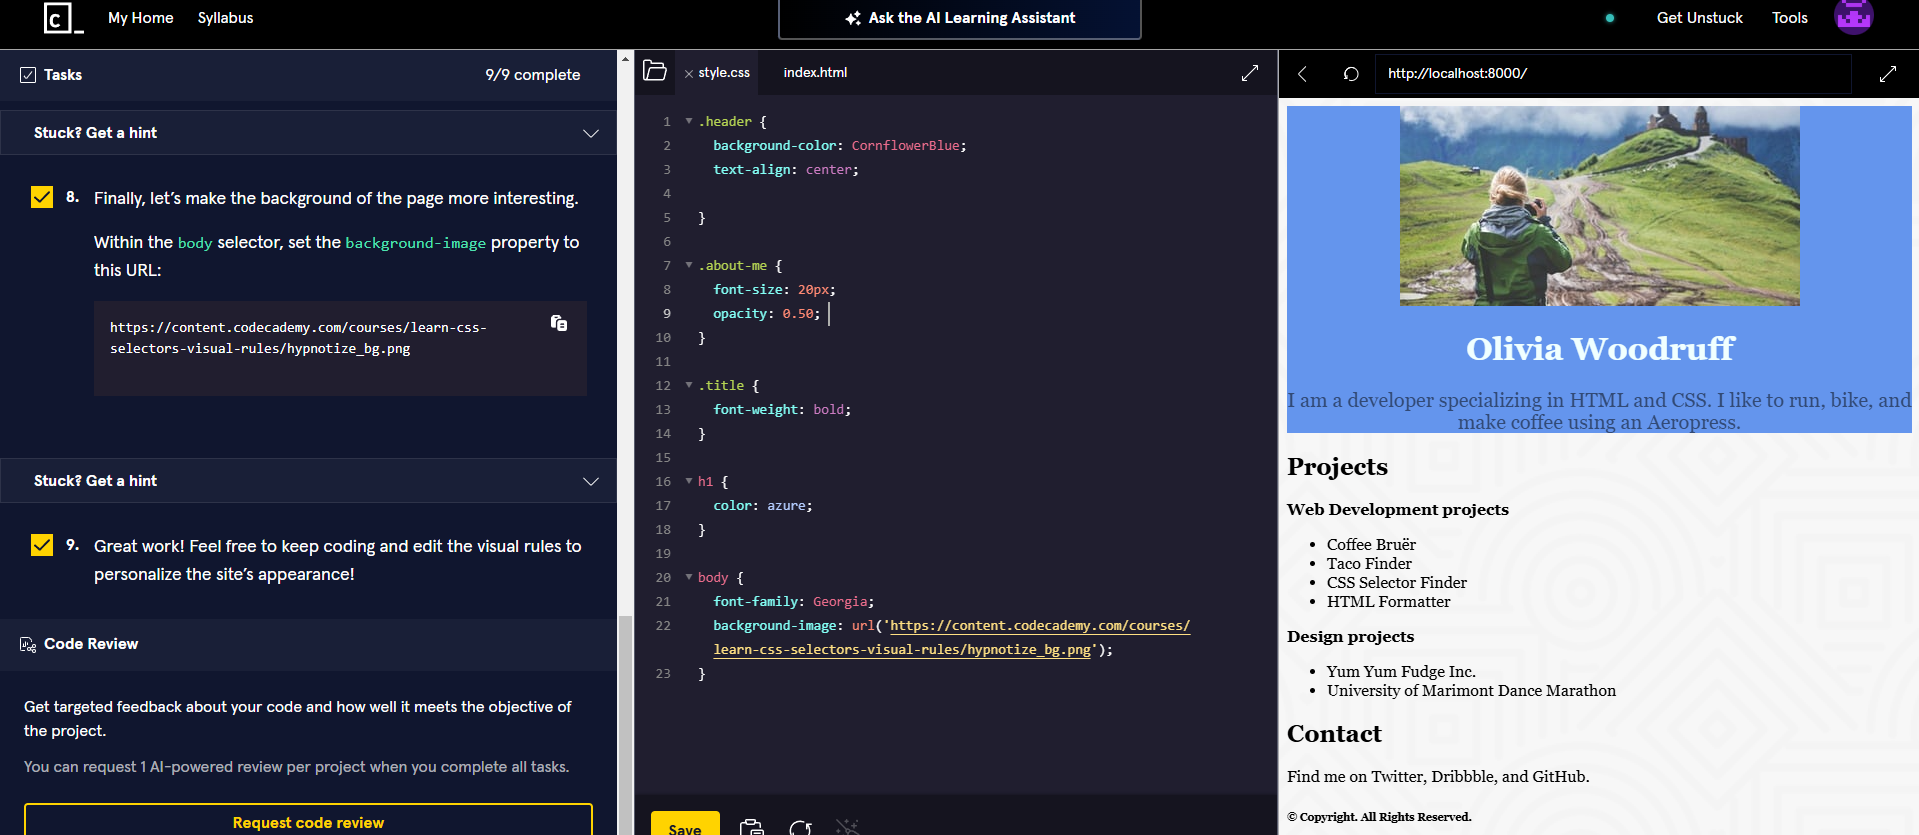 c_
My Home
Syllabus
Ask the AI Learning Assistant
Get Unstuck
Tools
Tasks
9/9 complete
Stuck? Get a hint
8. Finally, let’s make the background of the page more interesting.
Within the body selector, set the background-image property to
this URL:
https://content.codecademy.com/courses/learn-css-
selectors-visual-rules/hypnotize_bg.png
Stuck? Get a hint
9. Great work! Feel free to keep coding and edit the visual rules to
personalize the site’s appearance!
Code Review
Get targeted feedback about your code and how well it meets the objective of
the project.
You can request 1 AI-powered review per project when you complete all tasks.
Request code review
style.css
index.html
1 .header {
2 background-color: CornflowerBlue;
3 text-align: center;
4
5 }
6
7 .about-me {
8 font-size: 20px;
9 opacity: 0.50;
10 }
11
12 .title {
13 font-weight: bold;
14 }
15
16 h1 {
17 color: azure;
18 }
19
20 body {
21 font-family: Georgia;
22 background-image: url('https://content.codecademy.com/courses/
learn-css-selectors-visual-rules/hypnotize_bg.png');
23 }
Save
http://localhost:8000/
Olivia Woodruff
I am a developer specializing in HTML and CSS. I like to run, bike, and
make coffee using an Aeropress.
Projects
Web Development projects
• Coffee Bruër
• Taco Finder
• CSS Selector Finder
• HTML Formatter
Design projects
• Yum Yum Fudge Inc.
• University of Marimont Dance Marathon
Contact
Find me on Twitter, Dribbble, and GitHub.
© Copyright. All Rights Reserved.